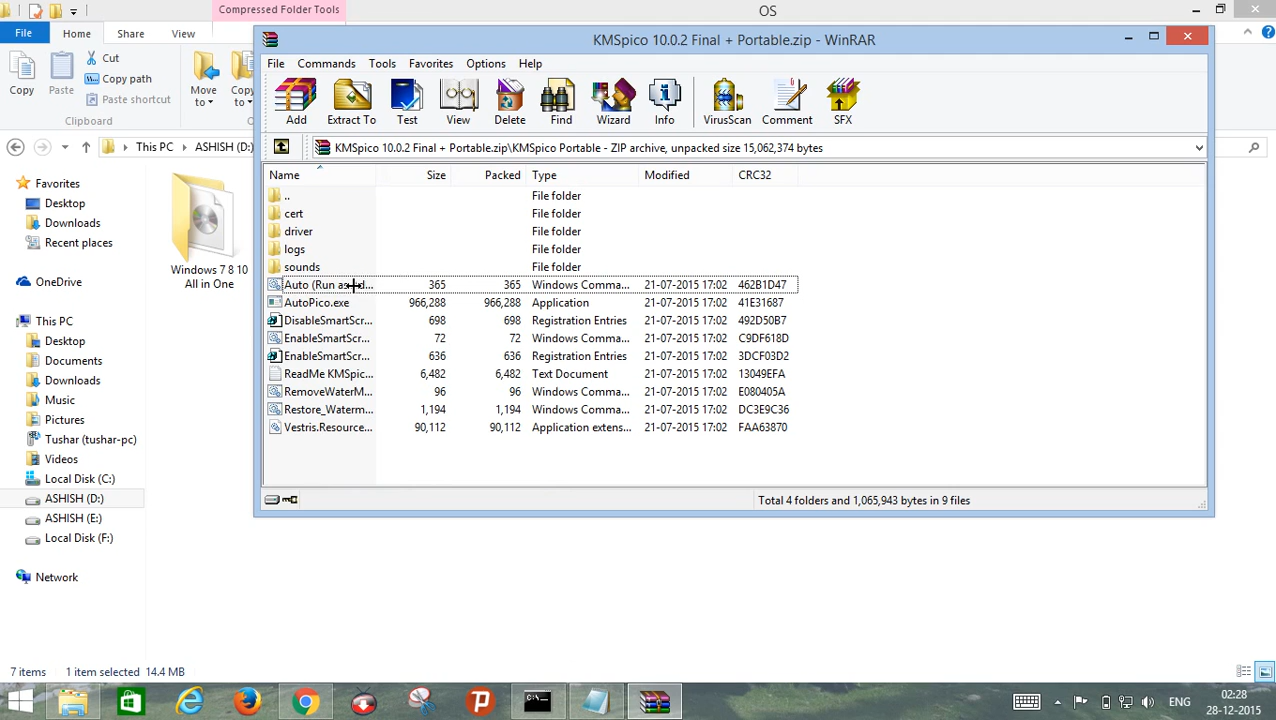 Compressed Folder Tools
OS
File Home Share View
Copy
Paste
Cut
Copy path
Paste shortcut
Clipboard
Move to
Copy
This PC ASHISH (D:)
Favorites
Desktop
Downloads
Recent places
OneDrive
This PC
Desktop
Documents
Downloads
Music
Pictures
Tushar (tushar-pc)
Videos
Local Disk (C:)
ASHISH (D:)
ASHISH (E:)
Local Disk (F:)
Network
Windows 7 8 10
All in One
KMSpico 10.0.2 Final + Portable.zip - WinRAR
File Commands Tools Favorites Options Help
Add Extract To Test View Delete Find Wizard Info VirusScan Comment SFX
KMSpico 10.0.2 Final + Portable.zip\KMSpico Portable - ZIP archive, unpacked size 15,062,374 bytes
Name Size Packed Type Modified CRC32
.. File folder
cert File folder
driver File folder
logs File folder
sounds File folder
Auto (Run as 365 365 Windows Comma... 21-07-2015 17:02 462B1D47
AutoPico.exe 966,288 966,288 Application 21-07-2015 17:02 41E31687
DisableSmartScr... 698 698 Registration Entries 21-07-2015 17:02 492D50B7
EnableSmartScr... 72 72 Windows Comma... 21-07-2015 17:02 C9DF618D
EnableSmartScr... 636 636 Registration Entries 21-07-2015 17:02 3DCF03D2
ReadMe KMSpic... 6,482 6,482 Text Document 21-07-2015 17:02 13049EFA
RemoveWaterM... 96 96 Windows Comma... 21-07-2015 17:02 E080405A
Restore_Waterm... 1,194 1,194 Windows Comma... 21-07-2015 17:02 DC3E9C36
Vestris.Resource... 90,112 90,112 Application extens... 21-07-2015 17:02 FAA63870
Total 4 folders and 1,065,943 bytes in 9 files
7 items 1 item selected 14.4 MB
ENG
02:28
28-12-2015